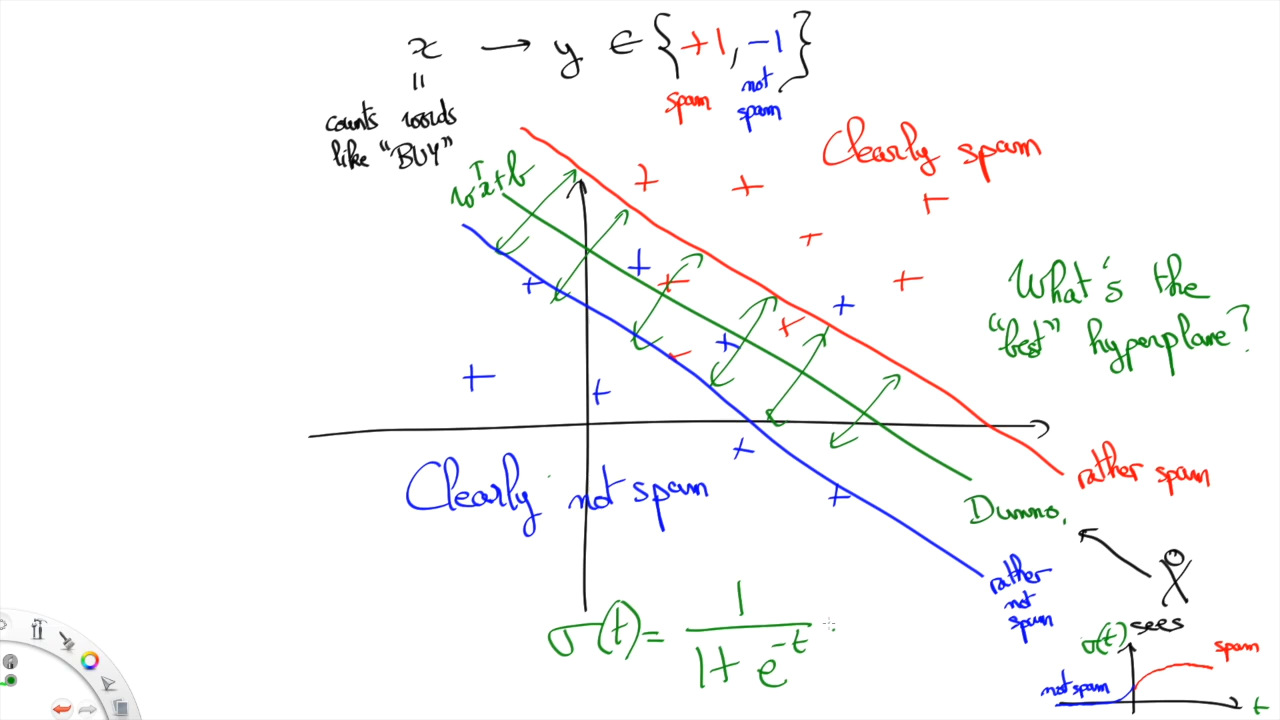 x → y ∈ {+1, -1}
spam
not
spam
"
counts words
like "BUY"
Clearly spam
wᵀx+b
What's the
"best" hyperplane?
Clearly not spam
rather spam
Dunno.
rather
not
spam
σ(t) = 1 / (1 + e^-t)
sees
σ(t)
spam
not spam
t